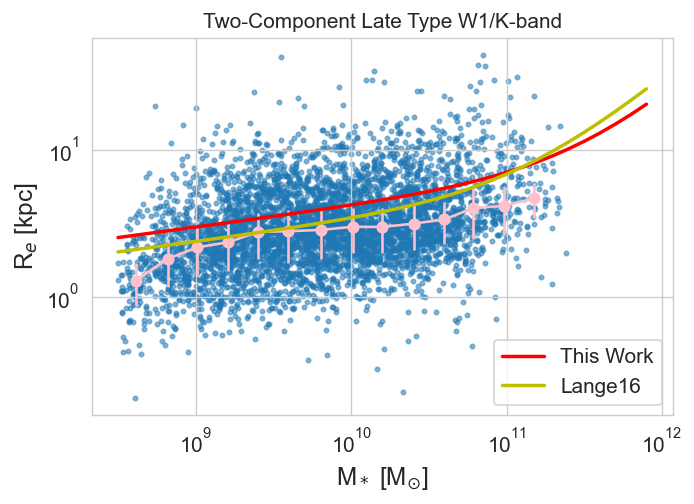 Two-Component Late Type W1/K-band
R_e [kpc]
10^1
10^0
This Work
Lange16
10^9
10^10
10^11
10^12
M_* [M_⊙]